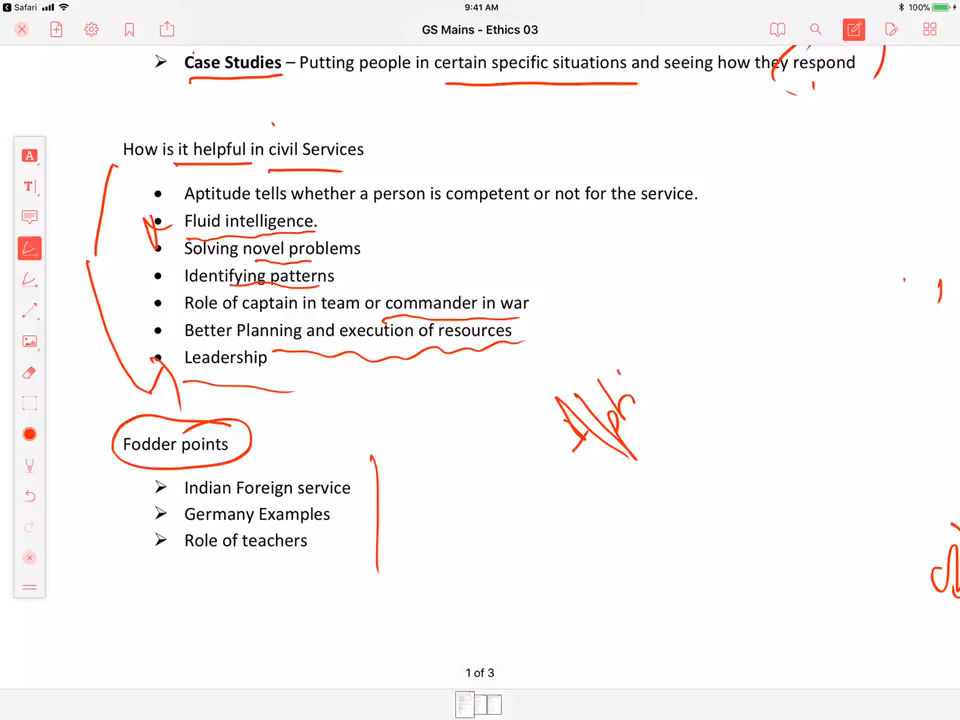 Safari
9:41 AM
100%
GS Mains - Ethics 03
➤ Case Studies – Putting people in certain specific situations and seeing how they respond
How is it helpful in civil Services
• Aptitude tells whether a person is competent or not for the service.
• Fluid intelligence.
• Solving novel problems
• Identifying patterns
• Role of captain in team or commander in war
• Better Planning and execution of resources
• Leadership
Fodder points
➤ Indian Foreign service
➤ Germany Examples
➤ Role of teachers
1 of 3